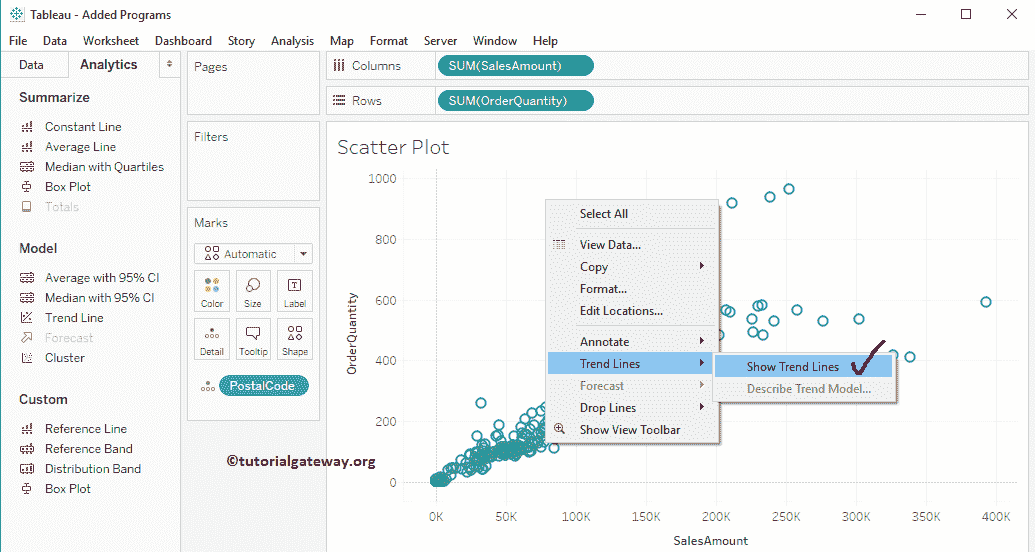 Tableau - Added Programs
File Data Worksheet Dashboard Story Analysis Map Format Server Window Help
Data Analytics
Summarize
Constant Line
Average Line
Median with Quartiles
Box Plot
Totals
Model
Average with 95% CI
Median with 95% CI
Trend Line
Forecast
Cluster
Custom
Reference Line
Reference Band
Distribution Band
Box Plot
Pages
Filters
Marks
Automatic
Color Size Label
Detail Tooltip Shape
PostalCode
©tutorialgateway.org
Columns SUM(SalesAmount)
Rows SUM(OrderQuantity)
Scatter Plot
OrderQuantity
1000
800
600
400
200
0
0K 50K 100K 150K 200K 250K 300K 350K 400K
SalesAmount
Select All
View Data...
Copy
Format...
Edit Locations...
Annotate
Trend Lines
Forecast
Drop Lines
Show View Toolbar
Show Trend Lines
Describe Trend Model...